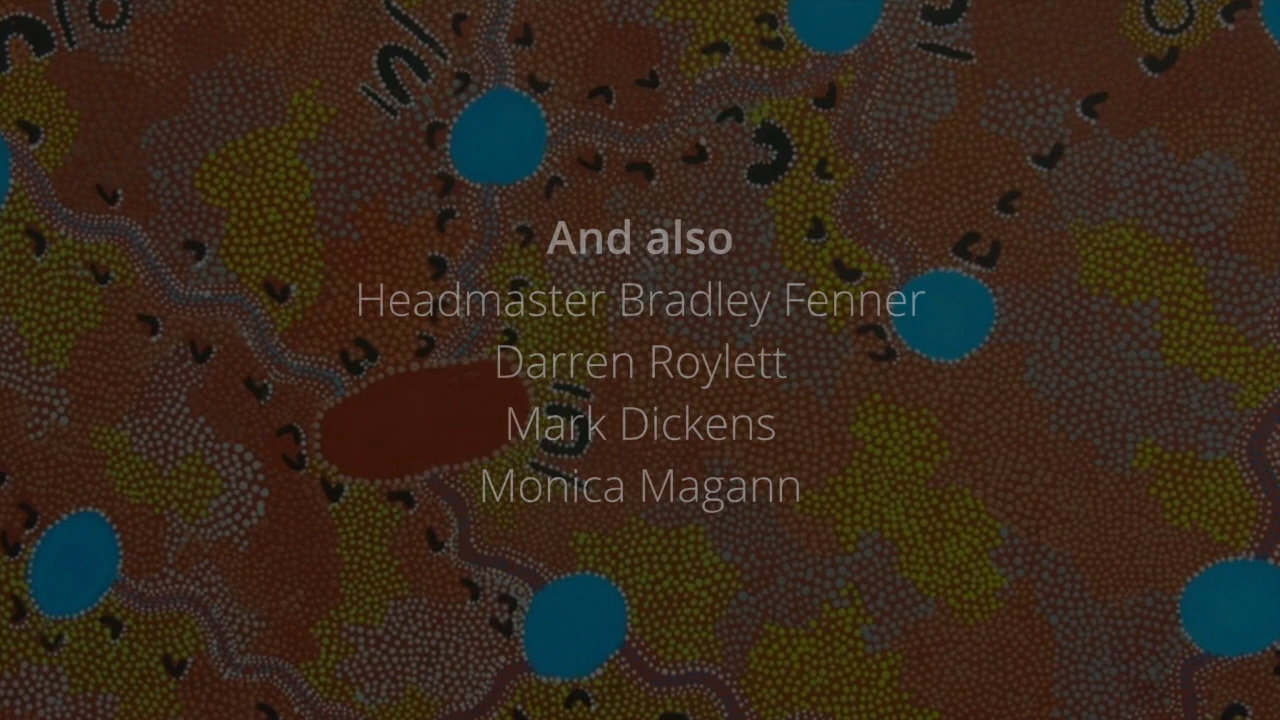 And also
Headmaster Bradley Fenner
Darren Roylett
Mark Dickens
Monica Magann